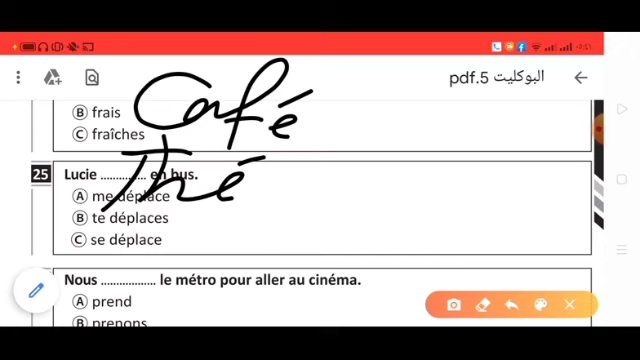 البوكليت 5.pdf
Ⓑ frais
Ⓒ fraîches
Café
Thé
25 Lucie .............. en bus.
Ⓐ me déplace
Ⓑ te déplaces
Ⓒ se déplace
Nous .................. le métro pour aller au cinéma.
Ⓐ prend
Ⓑ prenons